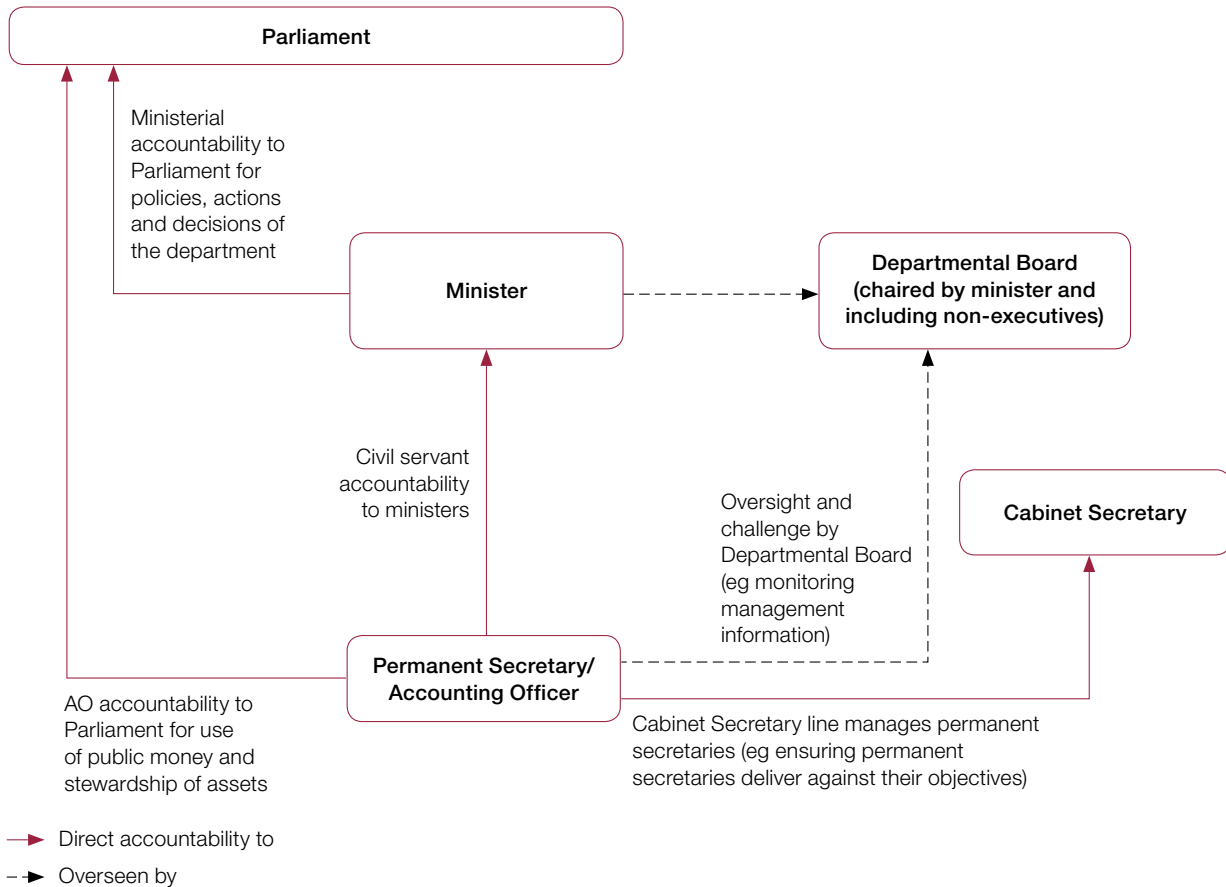 Parliament
Ministerial
accountability to
Parliament for
policies, actions
and decisions of
the department
Minister
Departmental Board
(chaired by minister and
including non-executives)
Civil servant
accountability
to ministers
Oversight and
challenge by
Departmental Board
(eg monitoring
management
information)
Cabinet Secretary
Permanent Secretary/
Accounting Officer
AO accountability to
Parliament for use
of public money and
stewardship of assets
Cabinet Secretary line manages permanent
secretaries (eg ensuring permanent
secretaries deliver against their objectives)
Direct accountability to
Overseen by